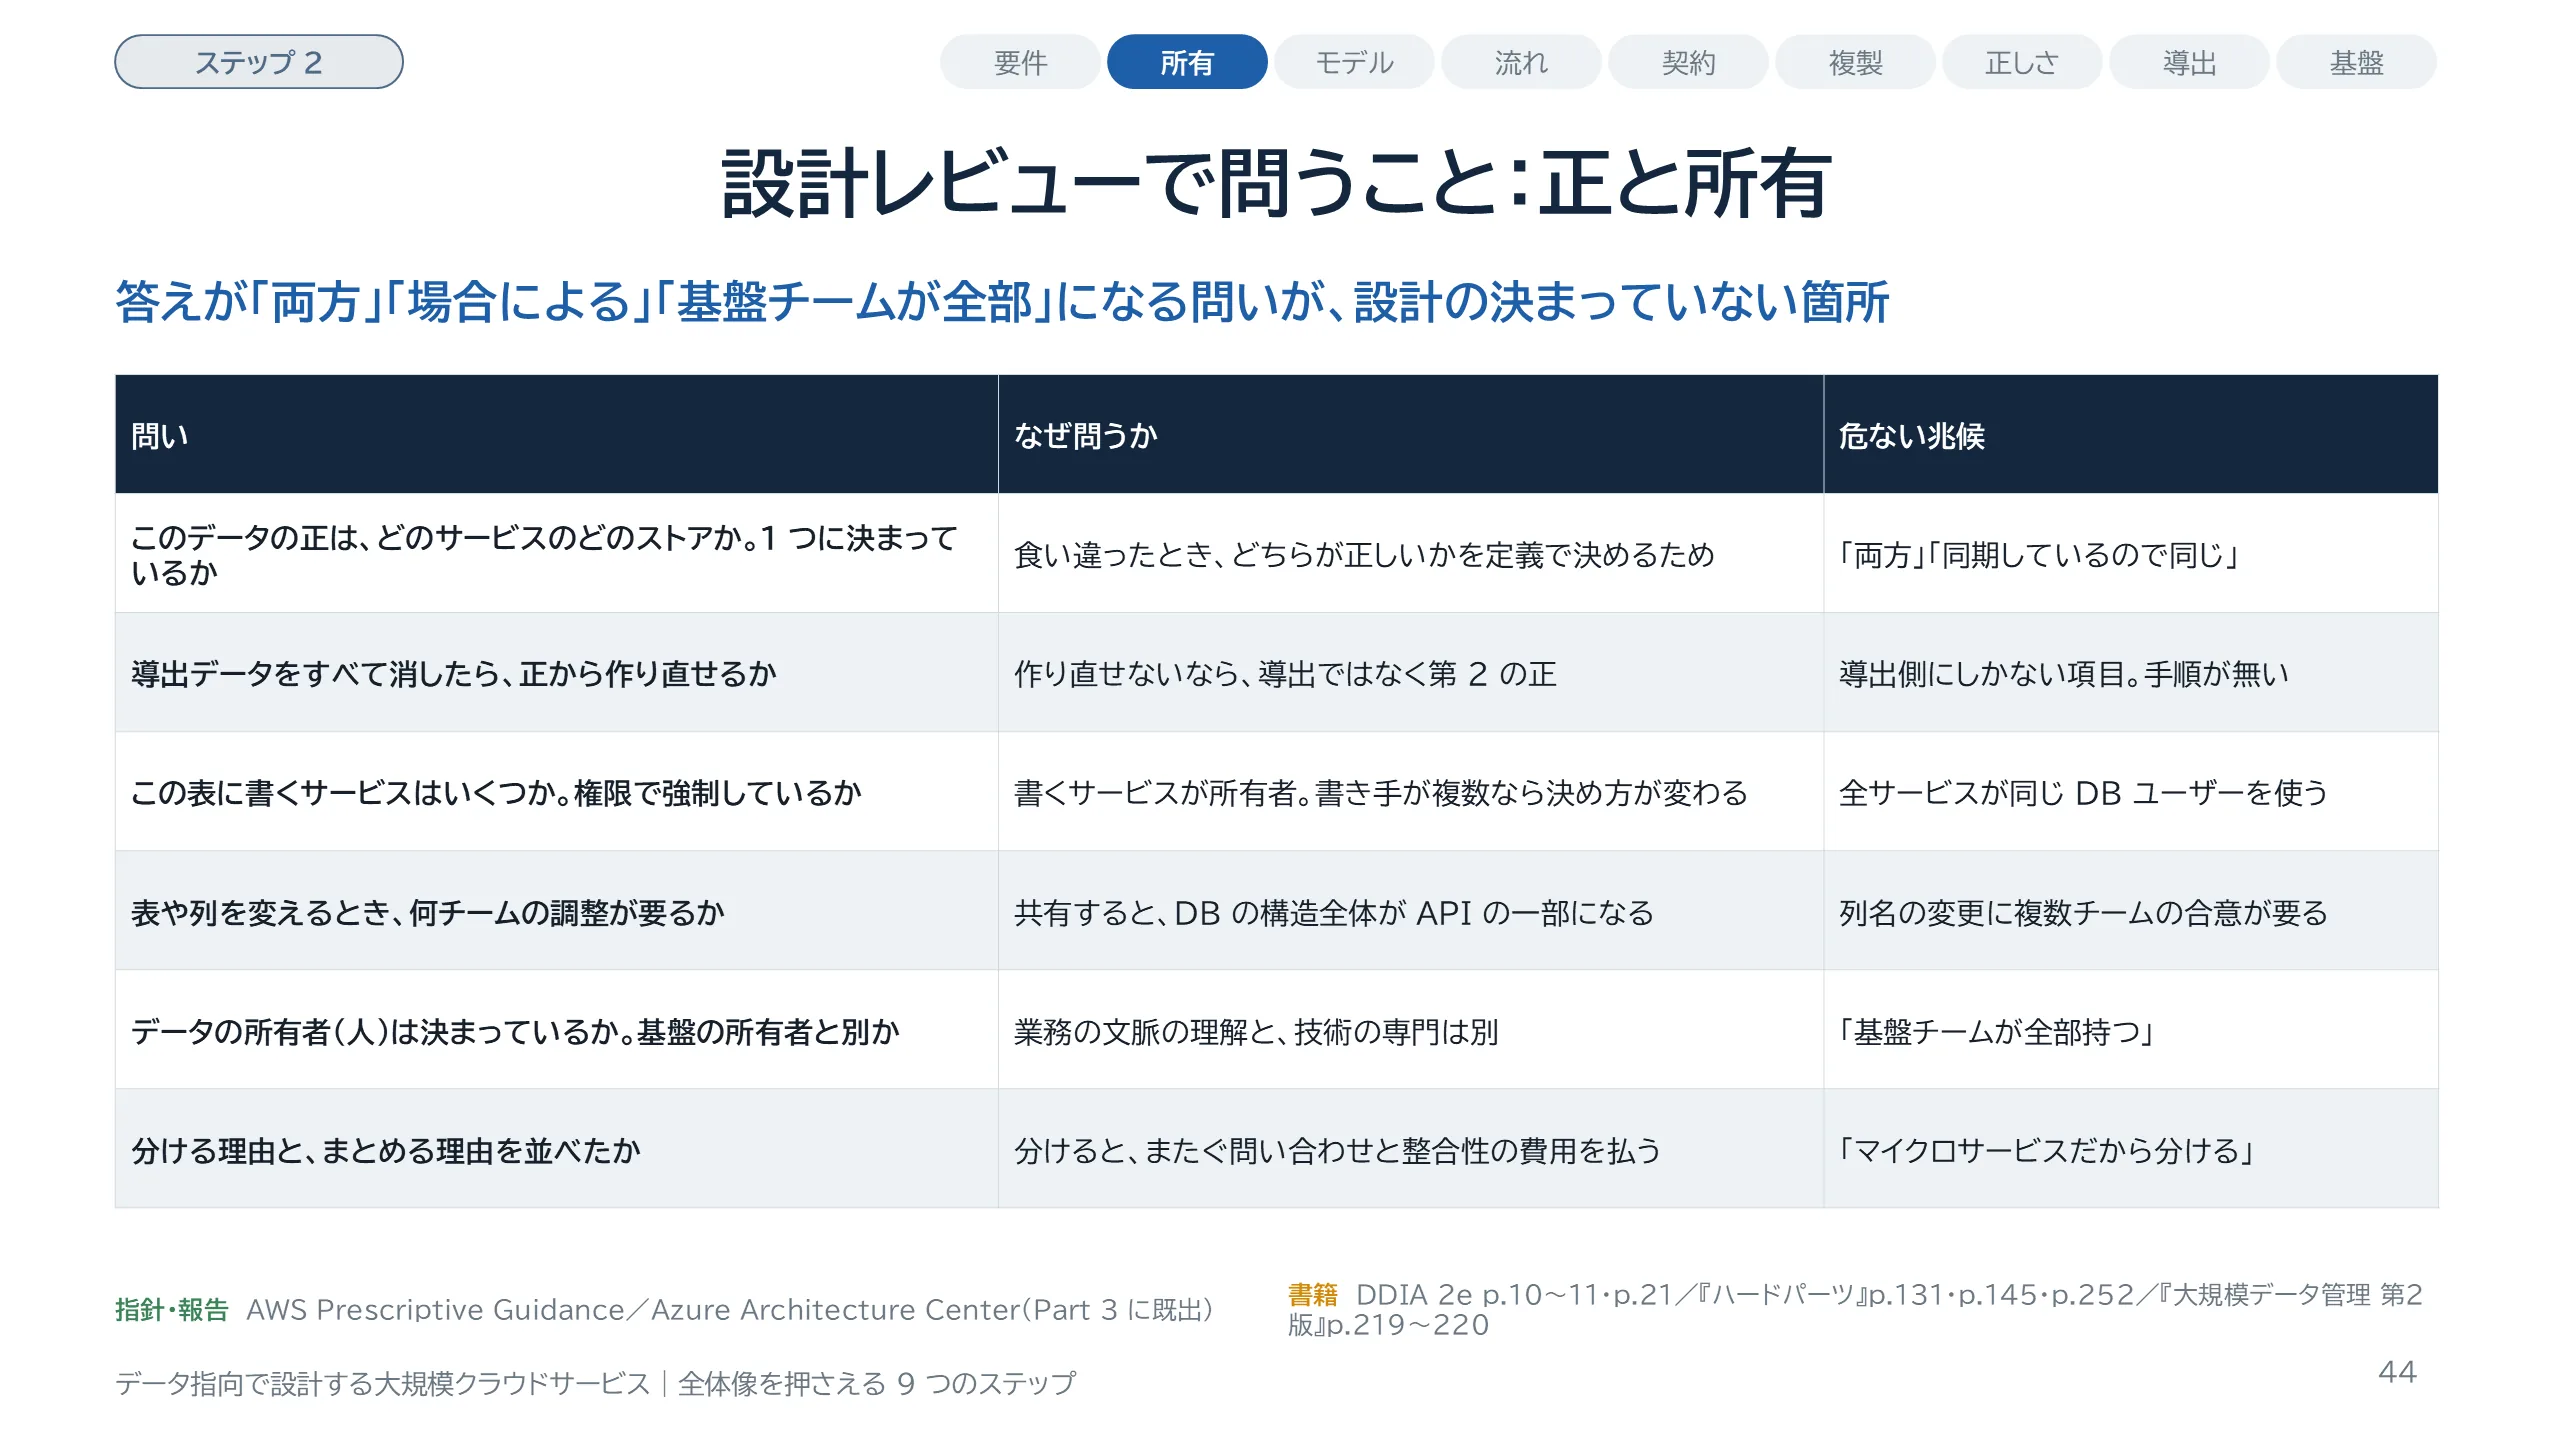 ステップ 2
要件
所有
モデル
流れ
契約
複製
正しさ
導出
基盤
設計レビューで問うこと：正と所有
答えが「両方」「場合による」「基盤チームが全部」になる問いが、設計の決まっていない箇所
問い
なぜ問うか
危ない兆候
このデータの正は、どのサービスのどのストアか。1 つに決まって
いるか
食い違ったとき、どちらが正しいかを定義で決めるため
「両方」「同期しているので同じ」
導出データをすべて消したら、正から作り直せるか
作り直せないなら、導出ではなく第 2 の正
導出側にしかない項目。手順が無い
この表に書くサービスはいくつか。権限で強制しているか
書くサービスが所有者。書き手が複数なら決め方が変わる
全サービスが同じ DB ユーザーを使う
表や列を変えるとき、何チームの調整が要るか
共有すると、DB の構造全体が API の一部になる
列名の変更に複数チームの合意が要る
データの所有者（人）は決まっているか。基盤の所有者と別か
業務の文脈の理解と、技術の専門は別
「基盤チームが全部持つ」
分ける理由と、まとめる理由を並べたか
分けると、またぐ問い合わせと整合性の費用を払う
「マイクロサービスだから分ける」
指針・報告 AWS Prescriptive Guidance／Azure Architecture Center（Part 3 に既出）
書籍 DDIA 2e p.10〜11・p.21／『ハードパーツ』p.131・p.145・p.252／『大規模データ管理 第2
版』p.219〜220
データ指向で設計する大規模クラウドサービス｜全体像を押さえる 9 つのステップ
44